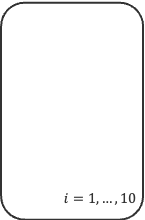 i = 1, ... , 10